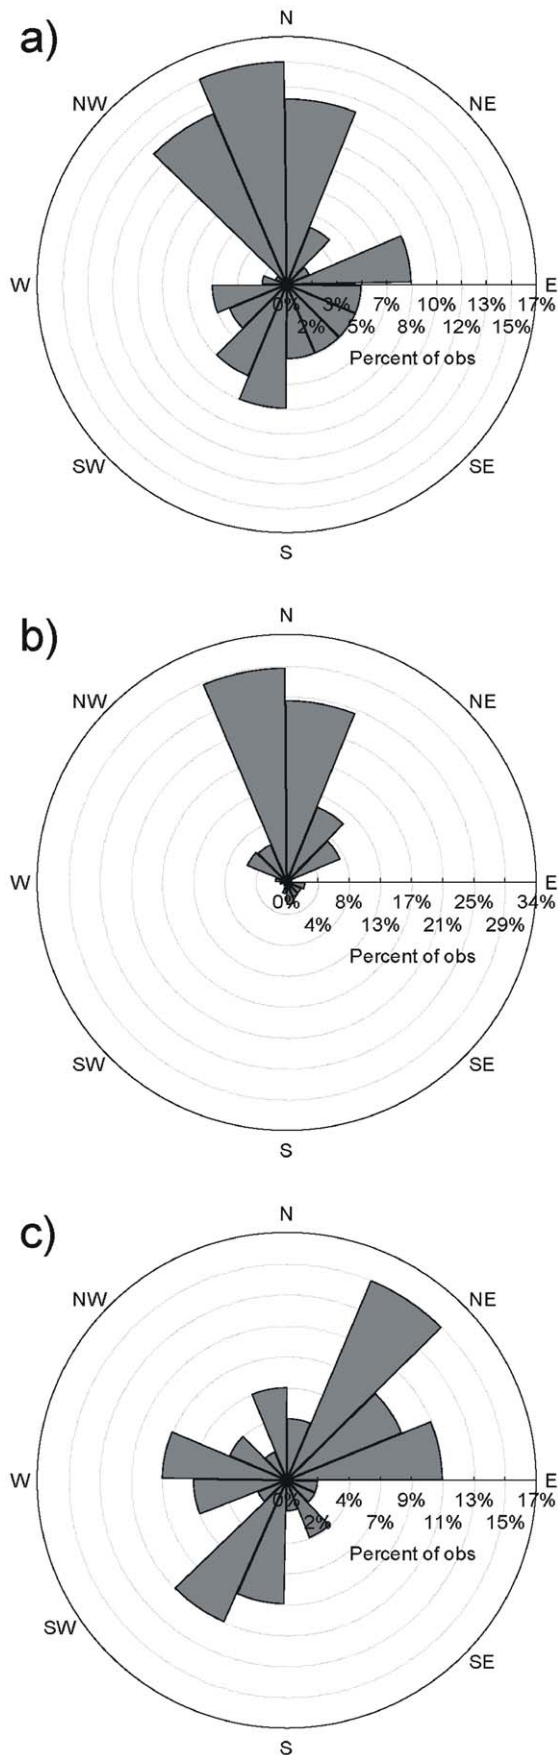 a)
N
NW NE
W E
0% 3% 7% 10% 13% 17%
2% 5% 8% 12% 15%
Percent of obs
SW SE
S
b)
N
NW NE
W E
0% 8% 17% 25% 34%
4% 13% 21% 29%
Percent of obs
SW SE
S
c)
N
NW NE
W E
0% 4% 9% 13% 17%
2% 7% 11% 15%
Percent of obs
SW SE
S